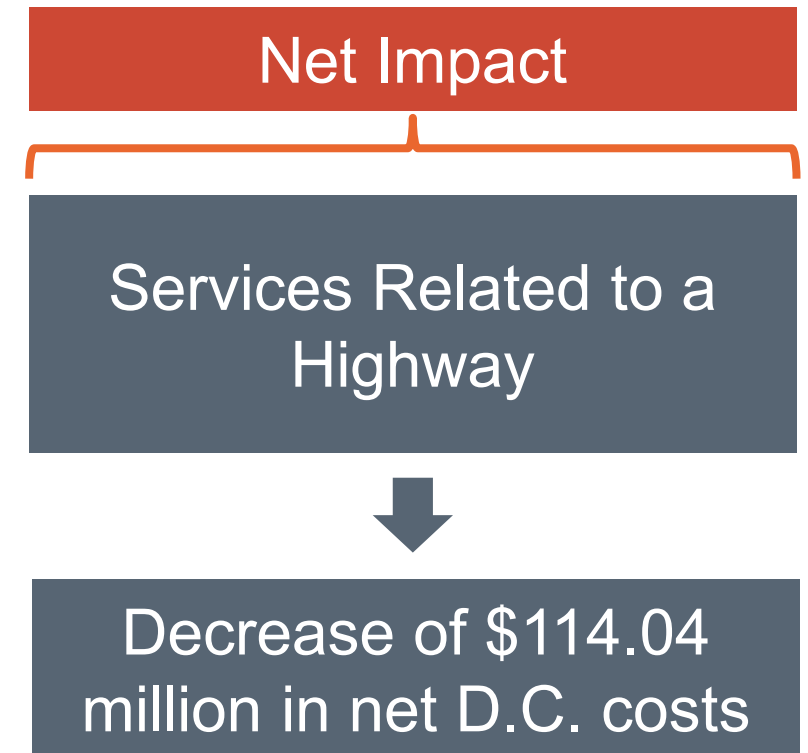 Net Impact
Services Related to a
Highway
Decrease of $114.04
million in net D.C. costs